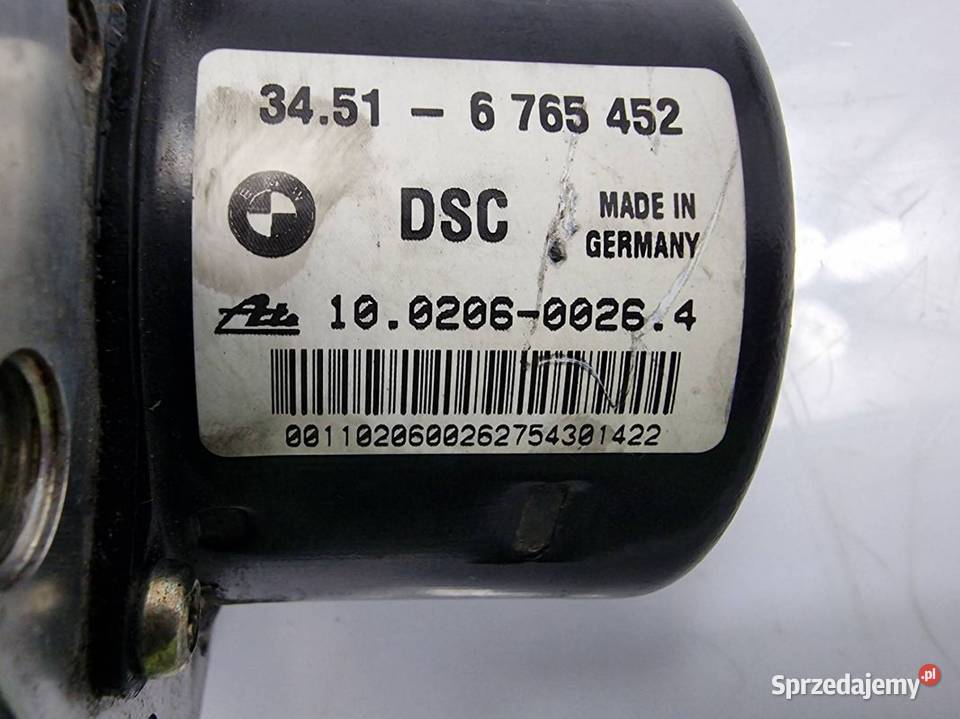 34.51 - 6 765 452
DSC
MADE IN
GERMANY
Ate 10.0206-0026.4
0011020600262754301422
Sprzedajemy.pl